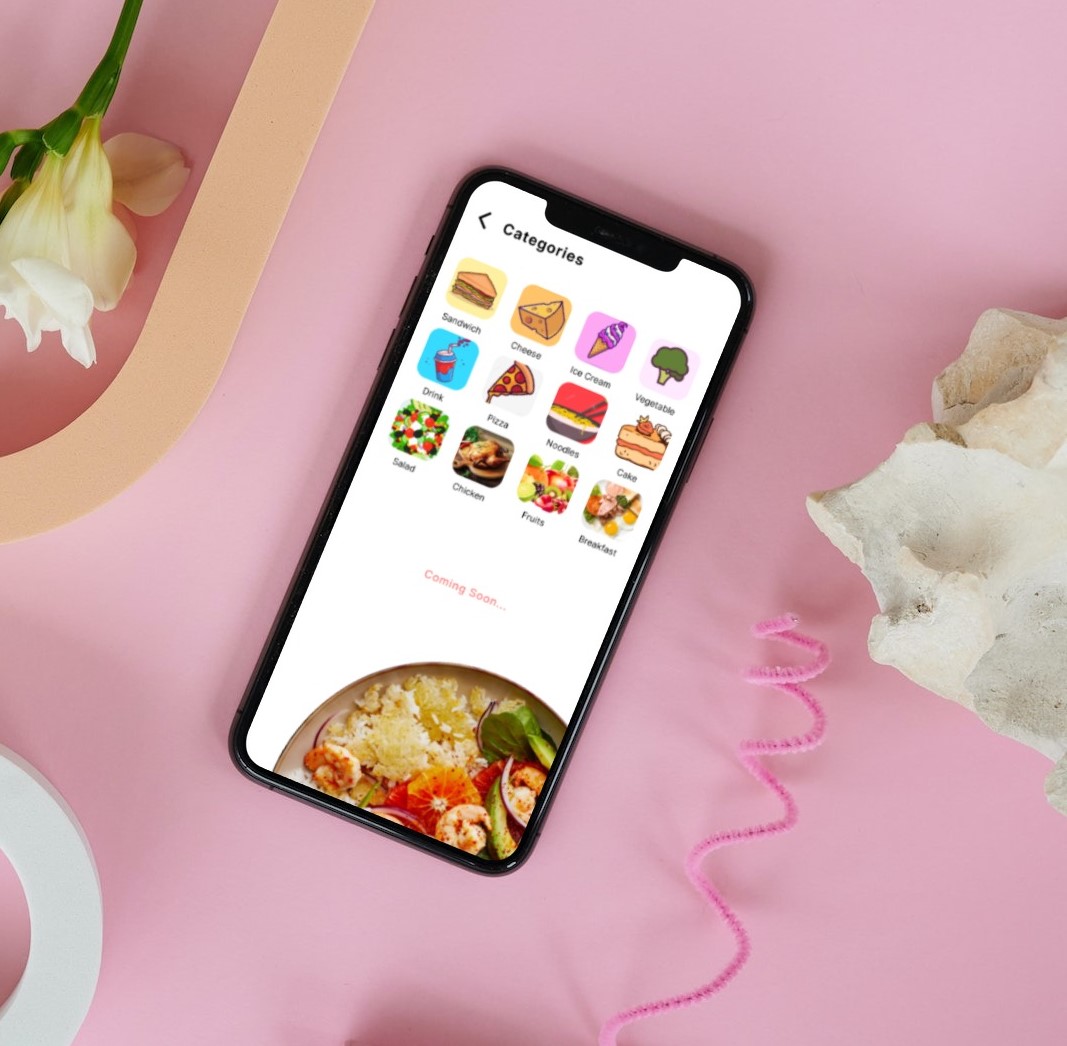 Categories
Sandwich
Cheese
Ice Cream
Vegetable
Drink
Pizza
Noodles
Cake
Salad
Chicken
Fruits
Breakfast
Coming Soon...